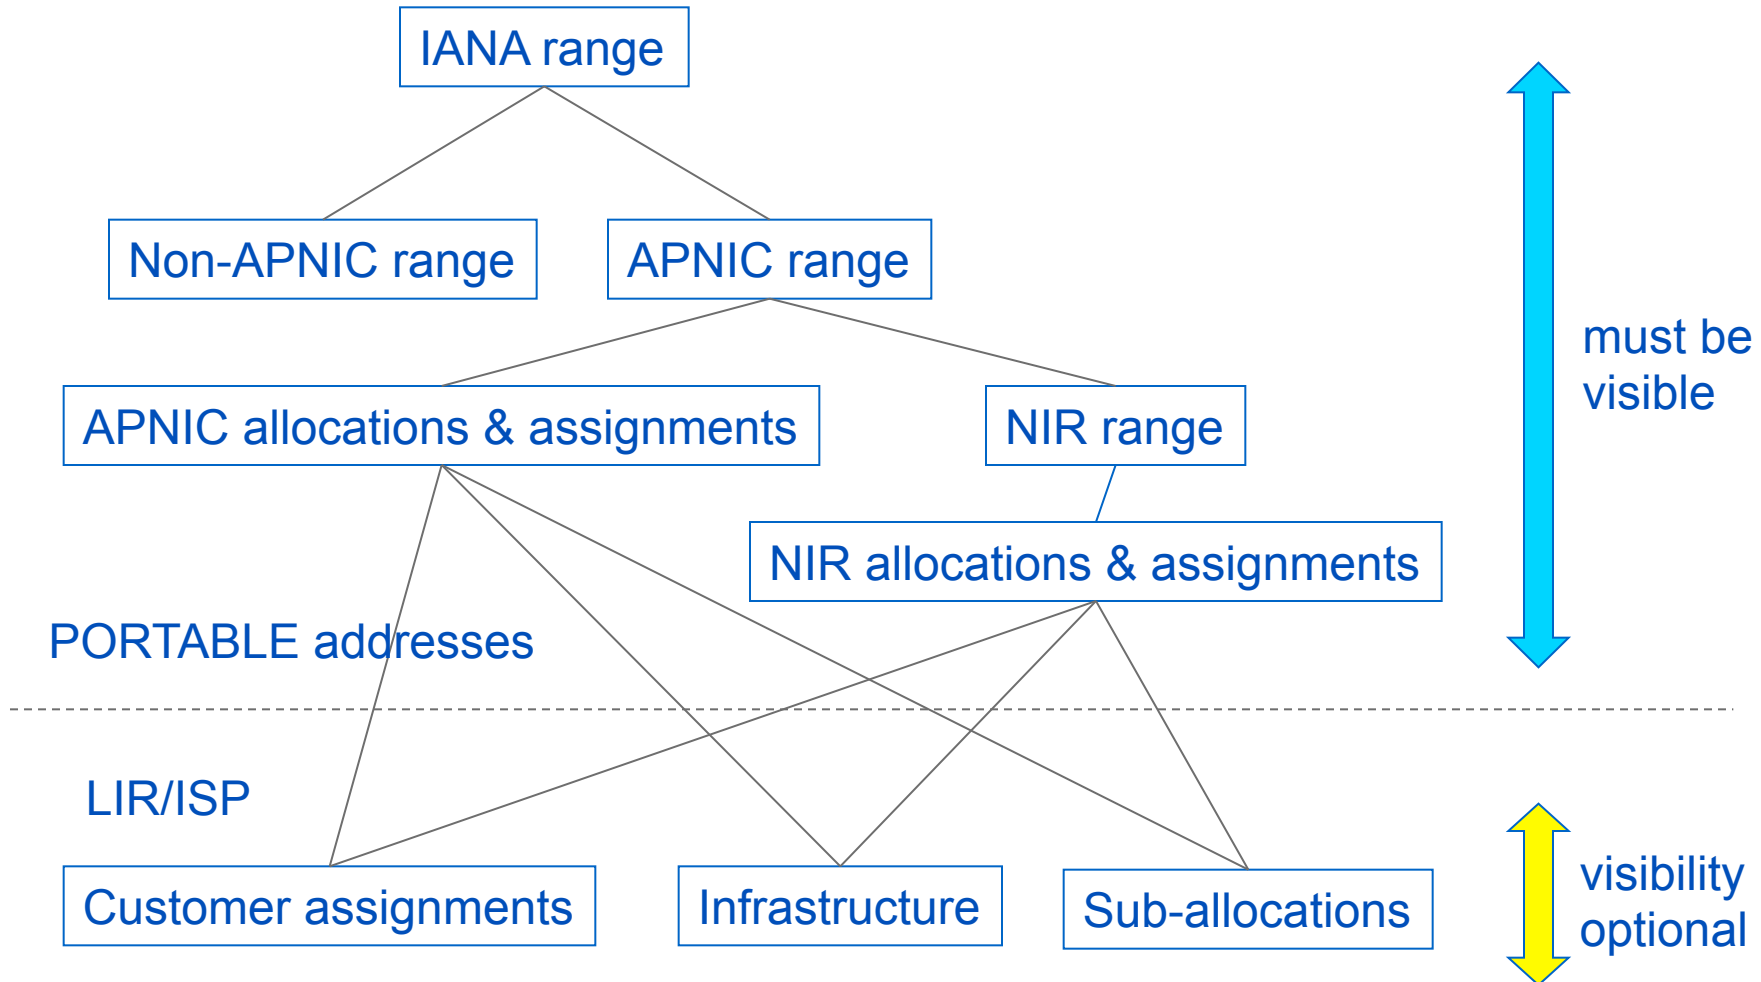 IANA range
Non-APNIC range
APNIC range
must be
visible
APNIC allocations & assignments
NIR range
NIR allocations & assignments
PORTABLE addresses
LIR/ISP
Customer assignments
Infrastructure
Sub-allocations
visibility
optional